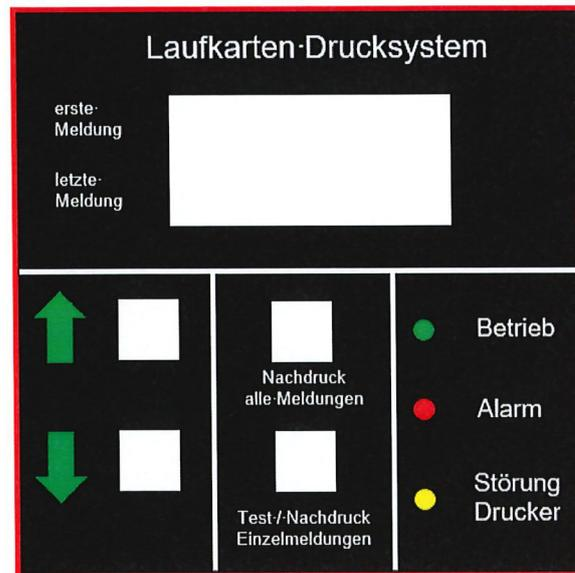 Laufkarten·Drucksystem
erste·
Meldung
letzte·
Meldung
Nachdruck
alle·Meldungen
Test·/·Nachdruck
Einzelmeldungen
Betrieb
Alarm
Störung
Drucker